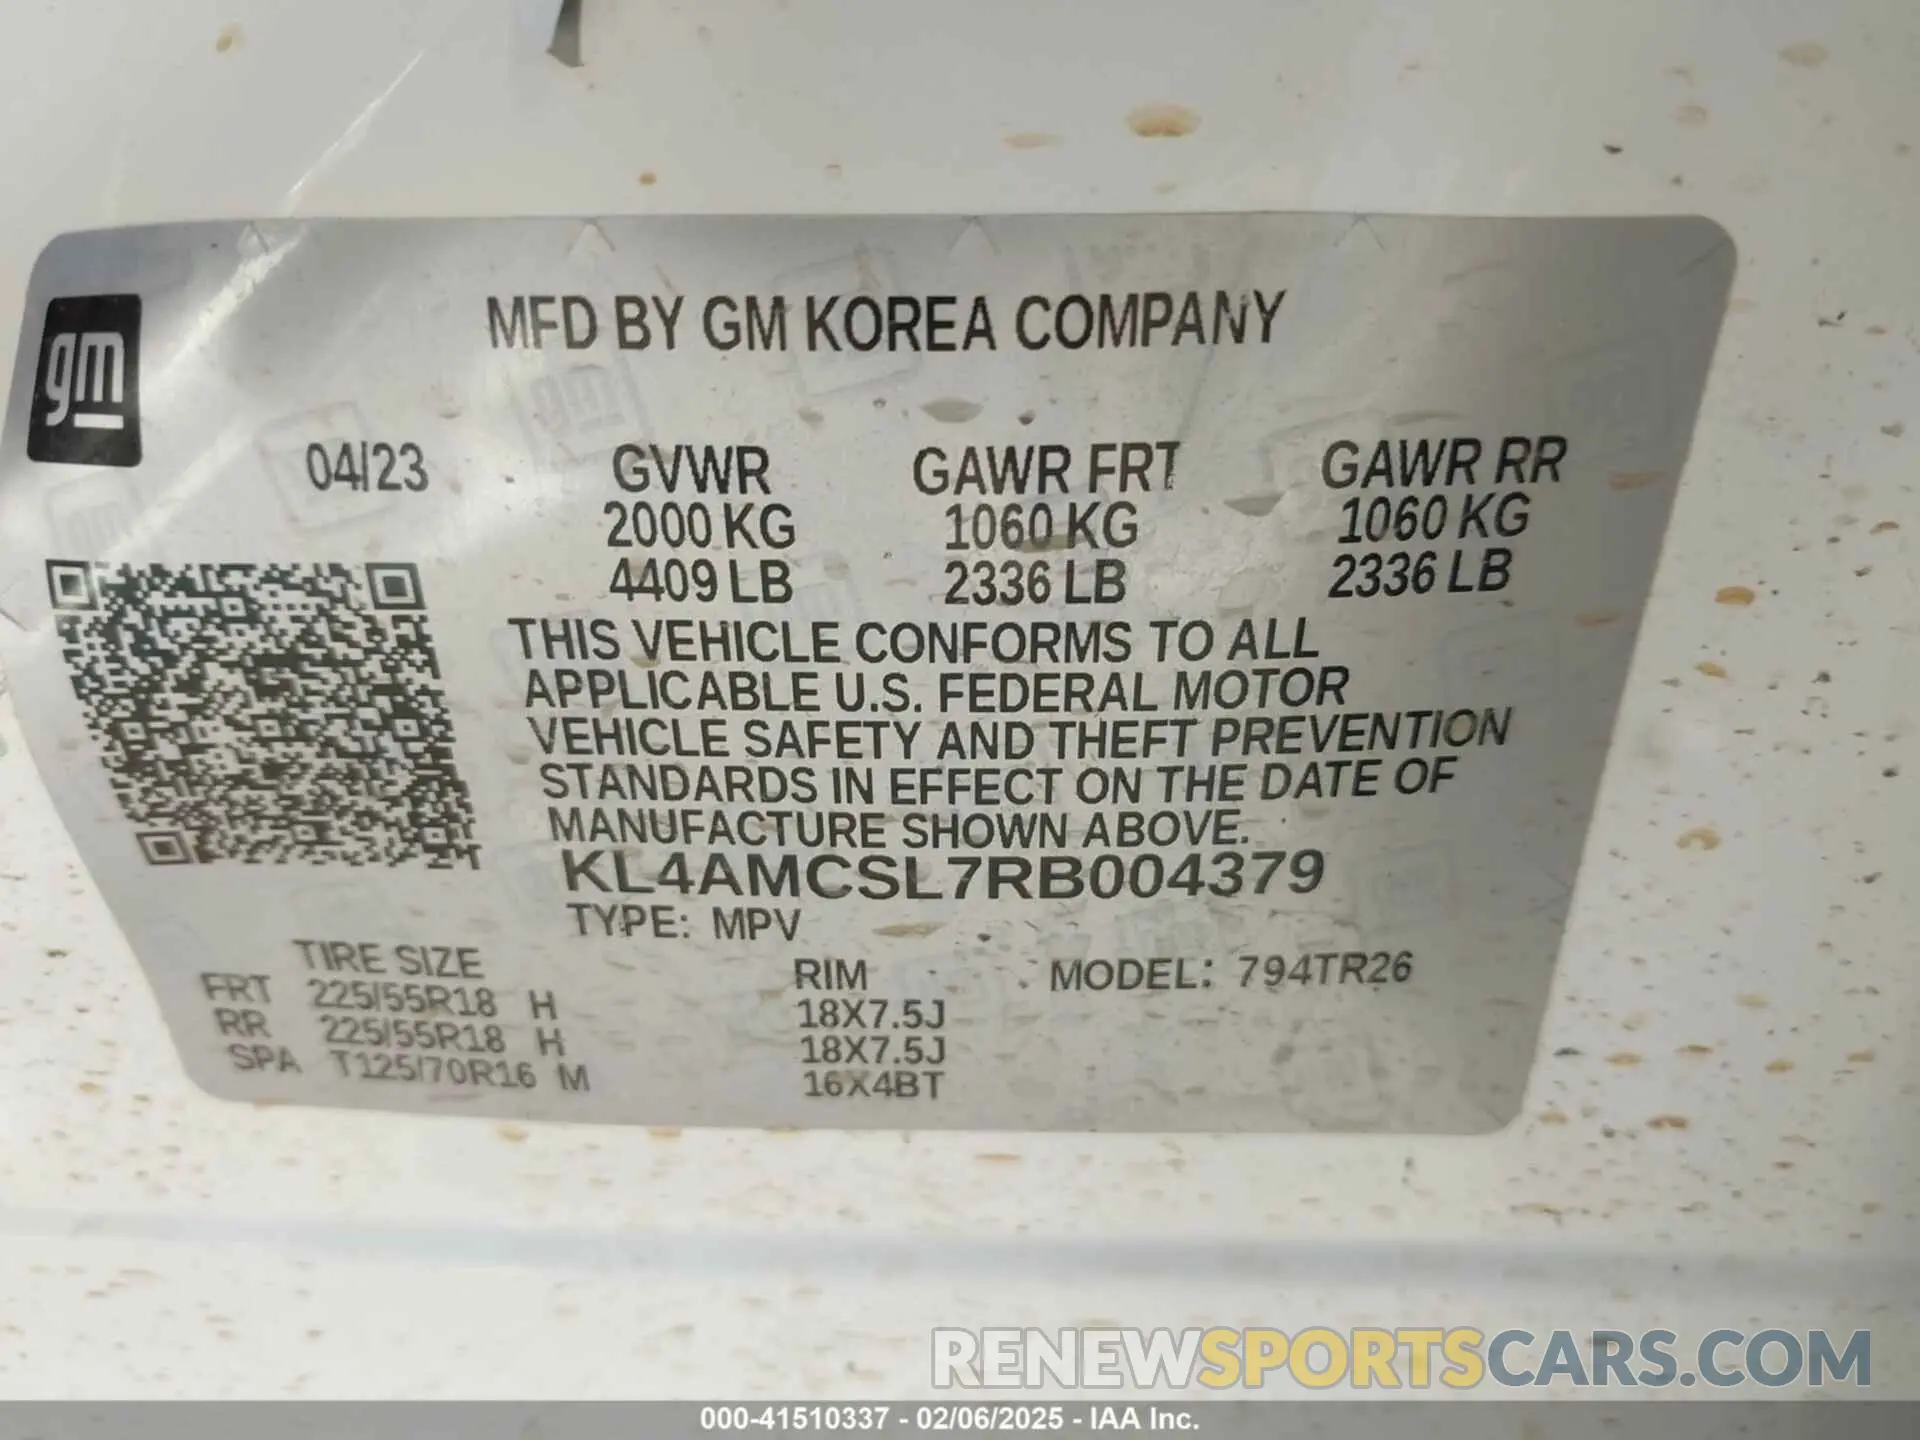 MFD BY GM KOREA COMPANY
gm
04/23 GVWR GAWR FRT GAWR RR
2000 KG 1060 KG 1060 KG
4409 LB 2336 LB 2336 LB
THIS VEHICLE CONFORMS TO ALL
APPLICABLE U.S. FEDERAL MOTOR
VEHICLE SAFETY AND THEFT PREVENTION
STANDARDS IN EFFECT ON THE DATE OF
MANUFACTURE SHOWN ABOVE.
KL4AMCSL7RB004379
TYPE: MPV
TIRE SIZE RIM MODEL: 794TR26
FRT 225/55R18 H 18X7.5J
RR 225/55R18 H 18X7.5J
SPA T125/70R16 M 16X4BT
RENEWSPORTSCARS.COM
000-41510337 - 02/06/2025 - IAA Inc.